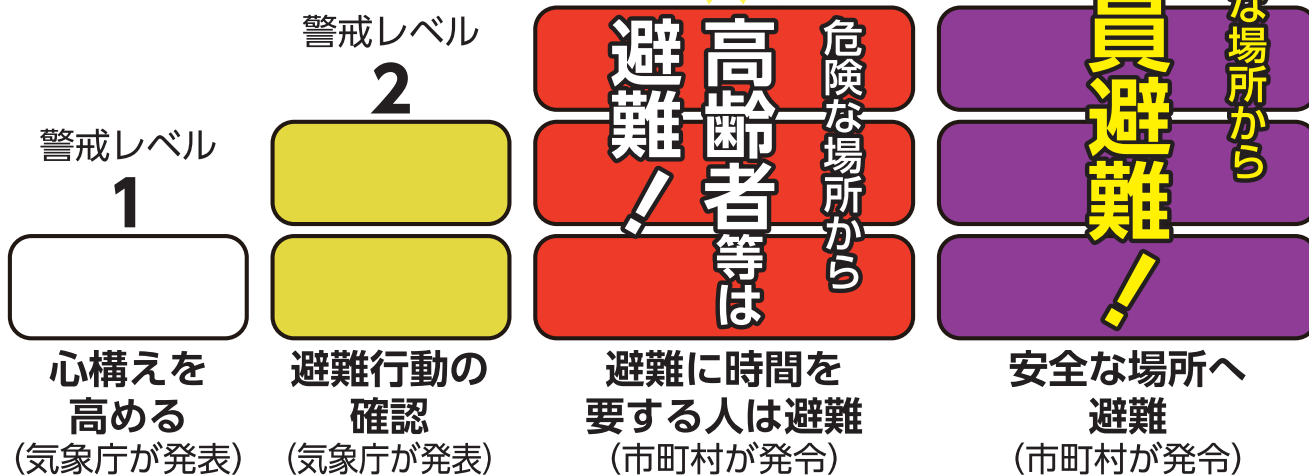 警戒レベル
1
心構えを
高める
(気象庁が発表)
警戒レベル
2
避難行動の
確認
(気象庁が発表)
危険な場所から
高齢者等は
避難!
避難に時間を
要する人は避難
(市町村が発令)
な場所から
員避難!
安全な場所へ
避難
(市町村が発令)